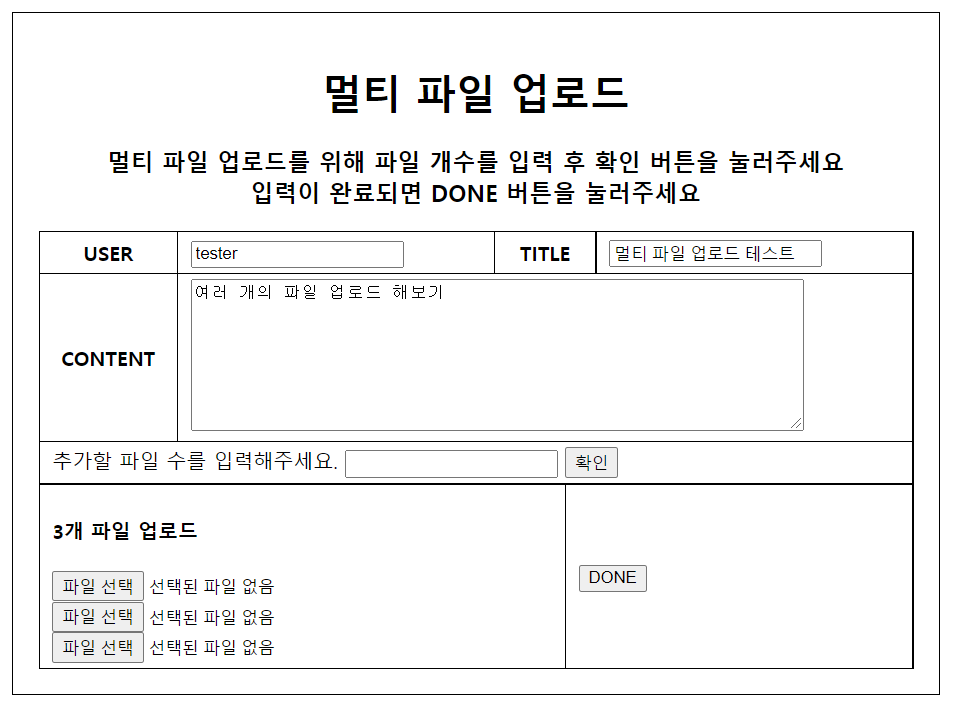 멀티 파일 업로드
멀티 파일 업로드를 위해 파일 개수를 입력 후 확인 버튼을 눌러주세요
입력이 완료되면 DONE 버튼을 눌러주세요
USER tester TITLE 멀티 파일 업로드 테스트
CONTENT 여러 개의 파일 업로드 해보기
추가할 파일 수를 입력해주세요. 확인
3개 파일 업로드
파일 선택 선택된 파일 없음
파일 선택 선택된 파일 없음
파일 선택 선택된 파일 없음
DONE